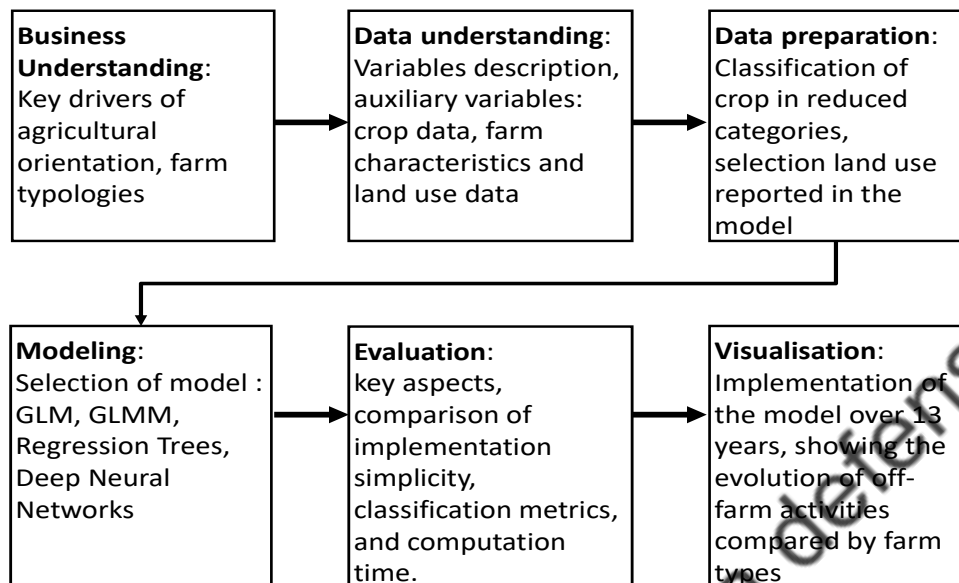 Business
Understanding:
Key drivers of
agricultural
orientation, farm
typologies
Data understanding:
Variables description,
auxiliary variables:
crop data, farm
characteristics and
land use data
Data preparation:
Classification of
crop in reduced
categories,
selection land use
reported in the
model
Modeling:
Selection of model :
GLM, GLMM,
Regression Trees,
Deep Neural
Networks
Evaluation:
key aspects,
comparison of
implementation
simplicity,
classification metrics,
and computation
time.
Visualisation:
Implementation of
the model over 13
years, showing the
evolution of off-
farm activities
compared by farm
types